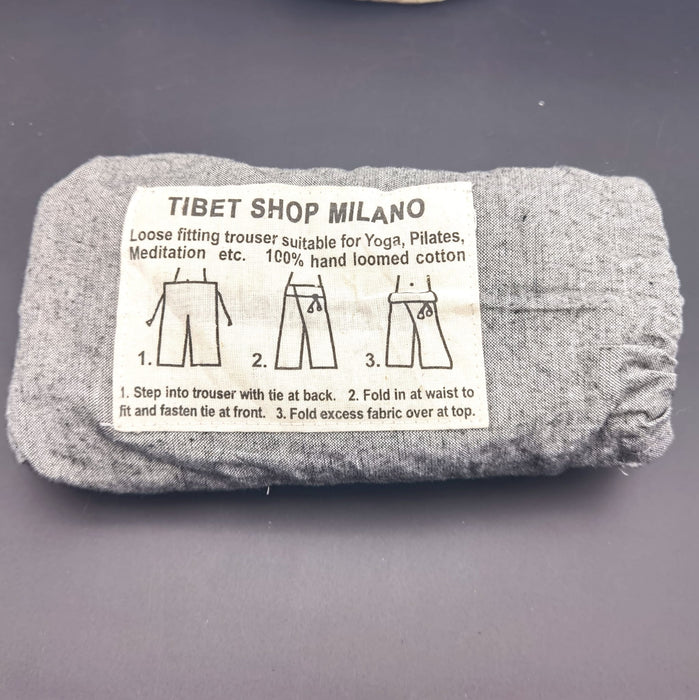 TIBET SHOP MILANO
Loose fitting trouser suitable for Yoga, Pilates,
Meditation etc. 100% hand loomed cotton
1. 2. 3.
1. Step into trouser with tie at back. 2. Fold in at waist to
fit and fasten tie at front. 3. Fold excess fabric over at top.